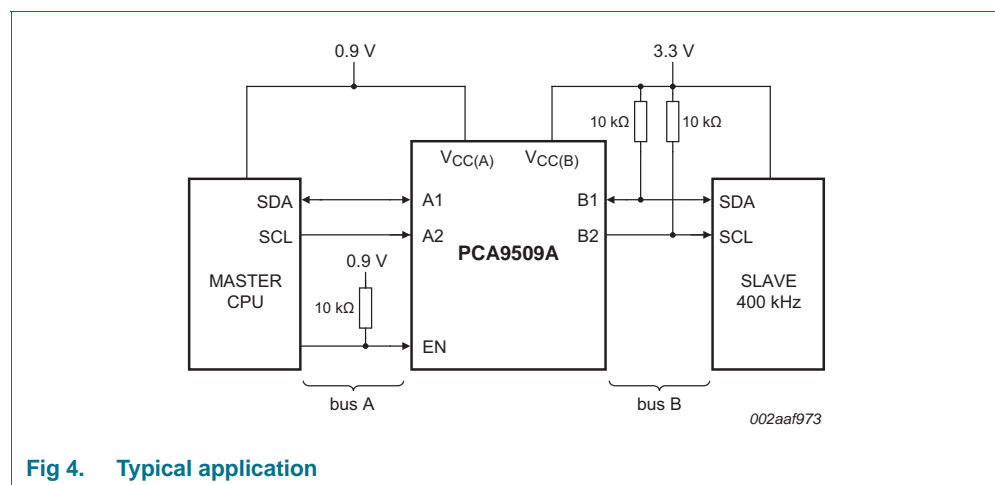 0.9 V
3.3 V
10 kΩ
10 kΩ
VCC(A)
VCC(B)
SDA
A1
B1
SDA
SCL
A2
B2
SCL
PCA9509A
0.9 V
MASTER
CPU
SLAVE
400 kHz
10 kΩ
EN
bus A
bus B
002aaf973
Fig 4. Typical application